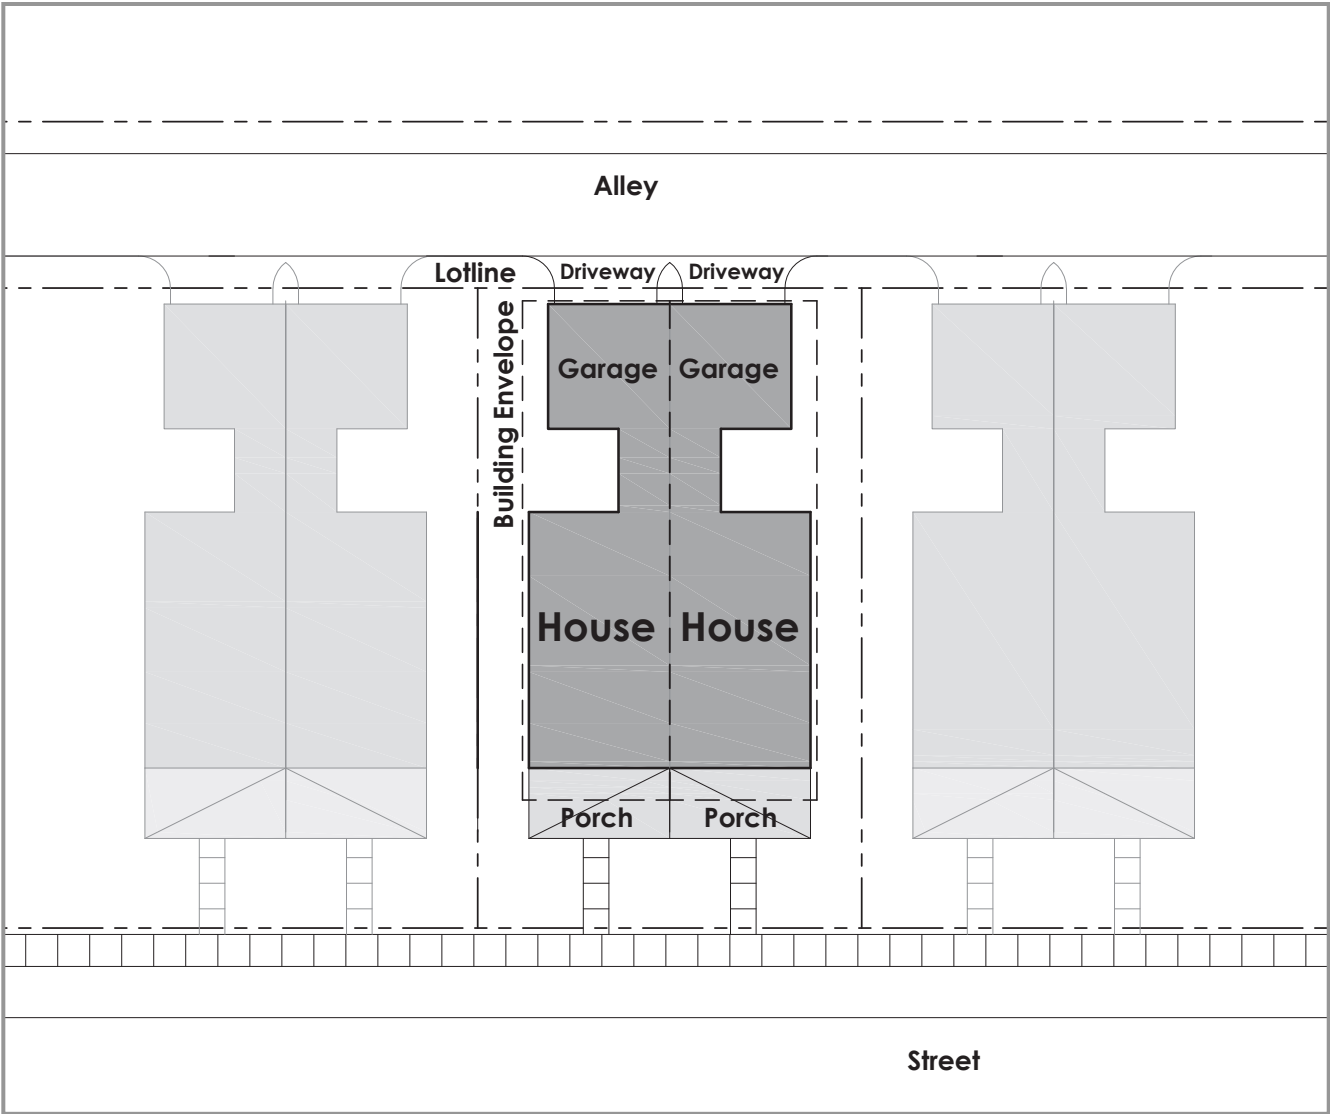 Alley
Lotline
Driveway Driveway
Building Envelope
Garage Garage
House House
Porch Porch
Street